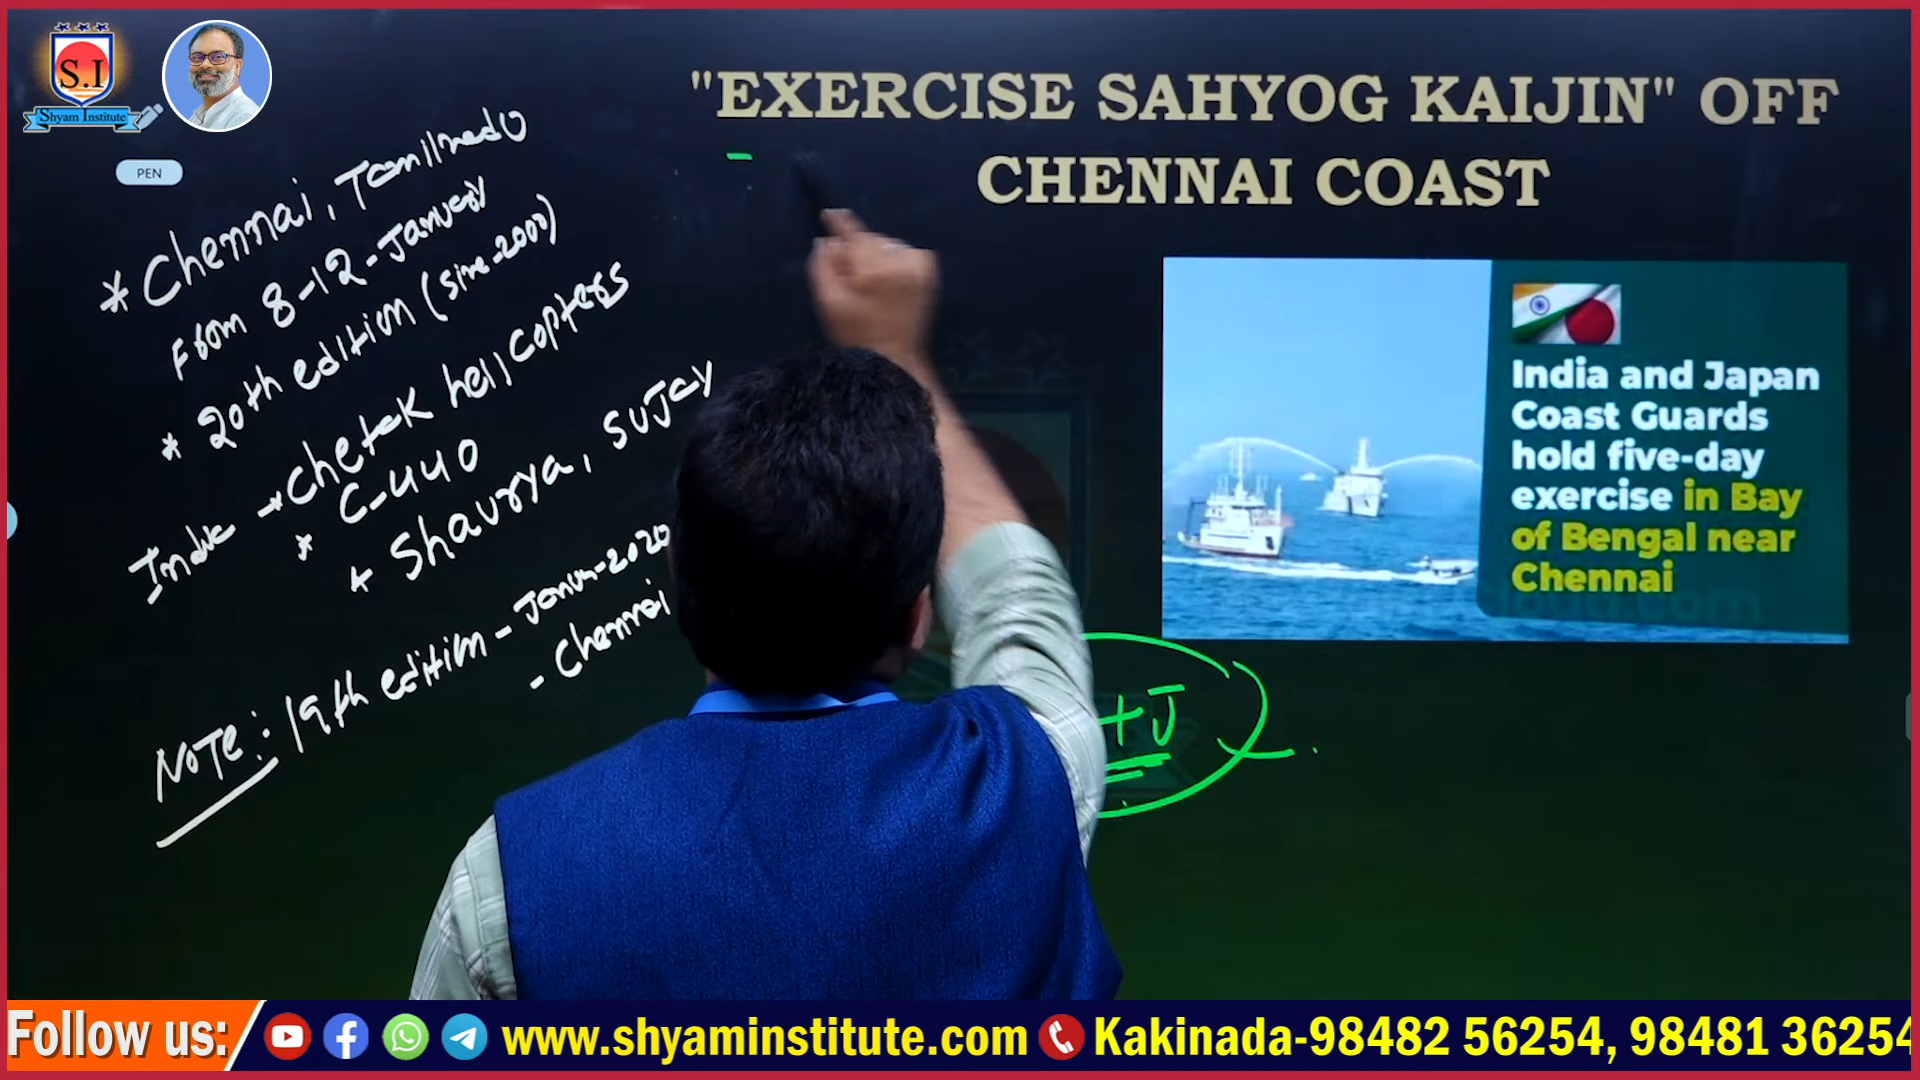 S.I
Shyam Institute
PEN
"EXERCISE SAHYOG KAIJIN" OFF
CHENNAI COAST
* Chennai, Tamilnadu
From 8-12-January
* 20th edition (Sine-2000)
India → Chetak helicopters
* C-440
* Shaurya, SUJAY
NOTE: 19th edition - Janu-2020
- Chennai
India and Japan
Coast Guards
hold five-day
exercise in Bay
of Bengal near
Chennai
+ J
Follow us:
www.shyaminstitute.com
Kakinada-98482 56254, 98481 36254